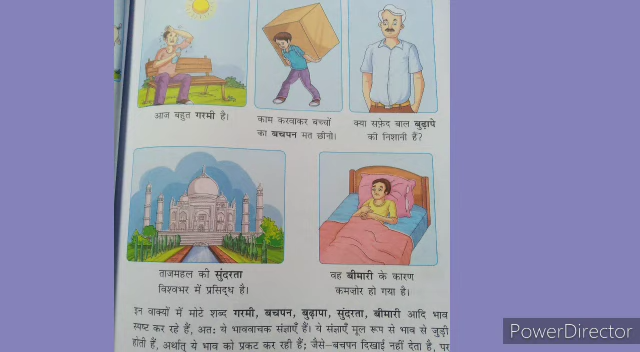 आज बहुत गरमी है।
काम करवाकर बच्चों
का बचपन मत छीनो।
क्या सफ़ेद बाल बुढ़ापे
की निशानी हैं?
ताजमहल की सुंदरता
विश्वभर में प्रसिद्ध है।
वह बीमारी के कारण
कमज़ोर हो गया है।
इन वाक्यों में मोटे शब्द गरमी, बचपन, बुढ़ापा, सुंदरता, बीमारी आदि भाव
स्पष्ट कर रहे हैं, अतः ये भाववाचक संज्ञाएँ हैं। ये संज्ञाएँ मूल रूप से भाव से जुड़ी
होती हैं, अर्थात् ये भाव को प्रकट कर रही हैं; जैसे–बचपन दिखाई नहीं देता है, पर
PowerDirector